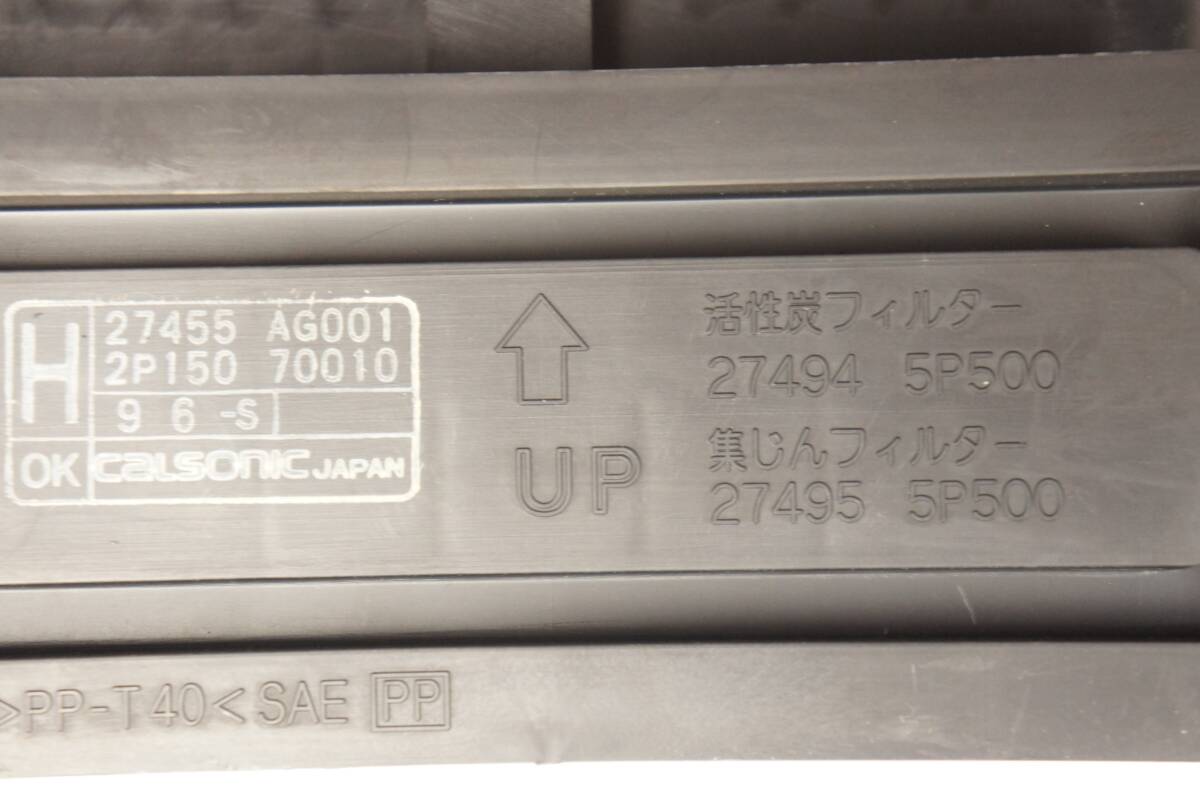 H
27455 AG001
2P150 70010
9 6 -S
OK CALSONIC JAPAN
UP
活性炭フィルター
27494 5P500
集じんフィルター
27495 5P500
>PP-T40< SAE PP